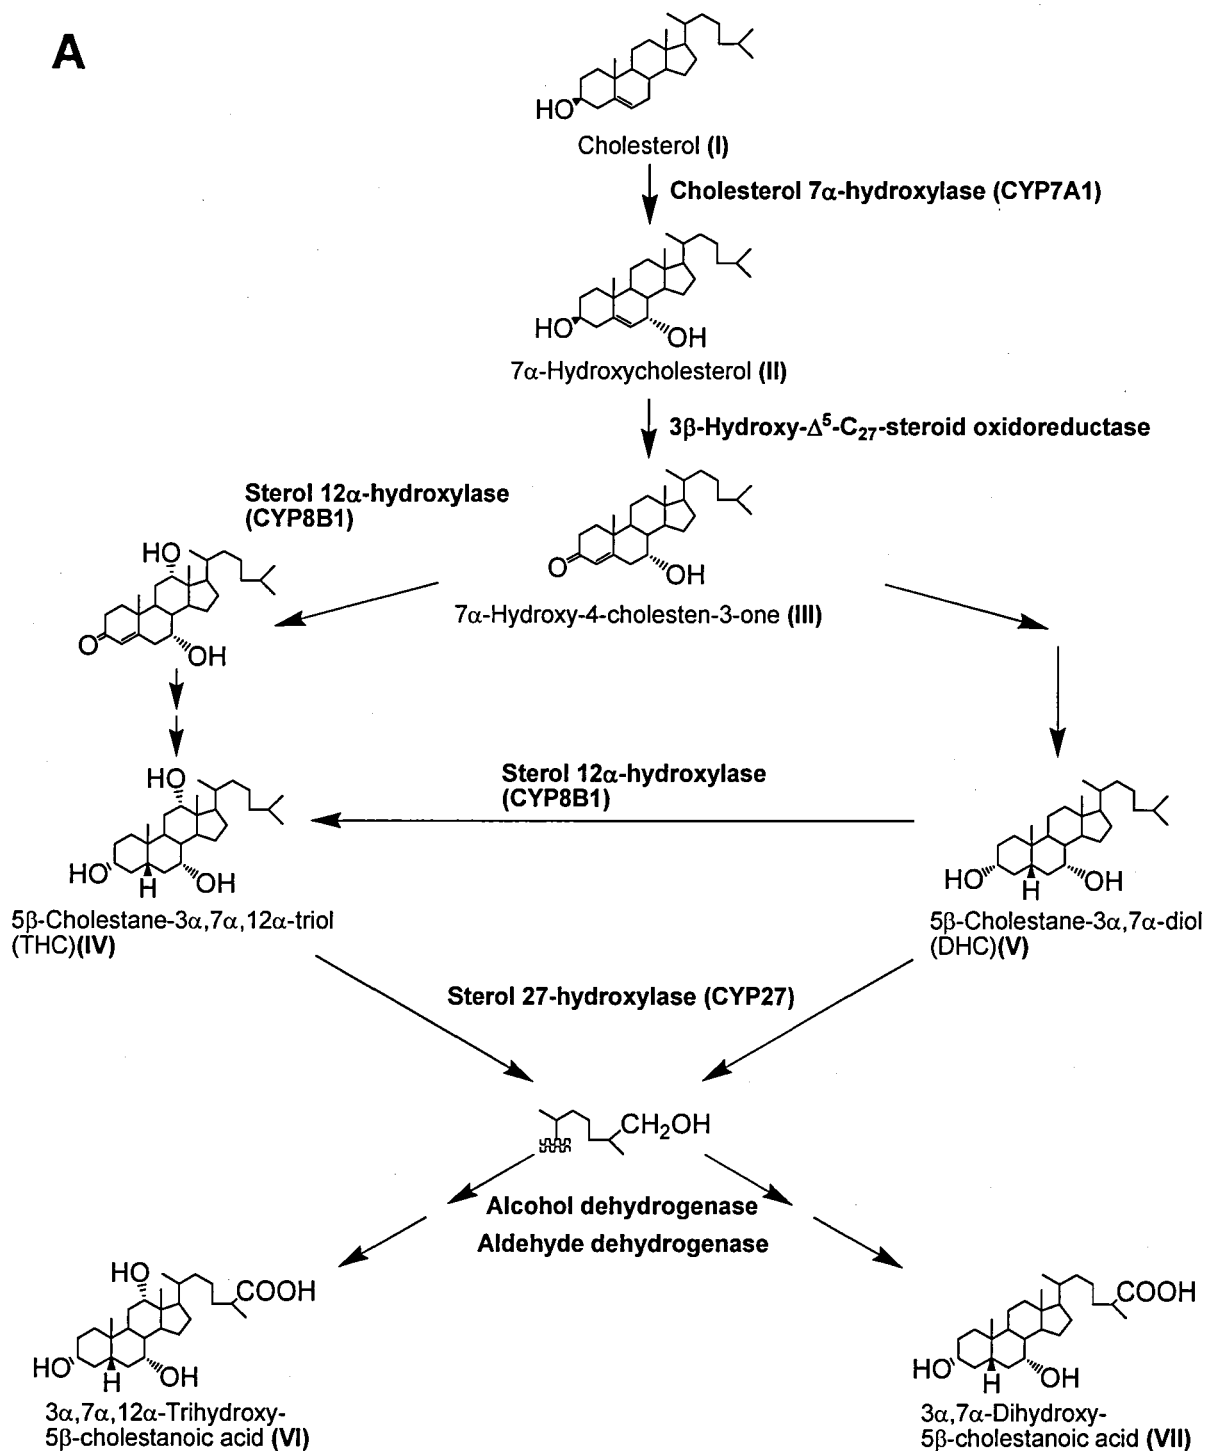 A
HO
Cholesterol (I)
Cholesterol 7α-hydroxylase (CYP7A1)
HO
OH
7α-Hydroxycholesterol (II)
3β-Hydroxy-Δ⁵-C₂₇-steroid oxidoreductase
Sterol 12α-hydroxylase
(CYP8B1)
HO
O
OH
O
OH
7α-Hydroxy-4-cholesten-3-one (III)
HO
HO
H
OH
5β-Cholestane-3α,7α,12α-triol
(THC)(IV)
Sterol 12α-hydroxylase
(CYP8B1)
HO
H
OH
5β-Cholestane-3α,7α-diol
(DHC)(V)
Sterol 27-hydroxylase (CYP27)
CH₂OH
Alcohol dehydrogenase
Aldehyde dehydrogenase
HO
COOH
HO
H
OH
3α,7α,12α-Trihydroxy-
5β-cholestanoic acid (VI)
COOH
HO
H
OH
3α,7α-Dihydroxy-
5β-cholestanoic acid (VII)